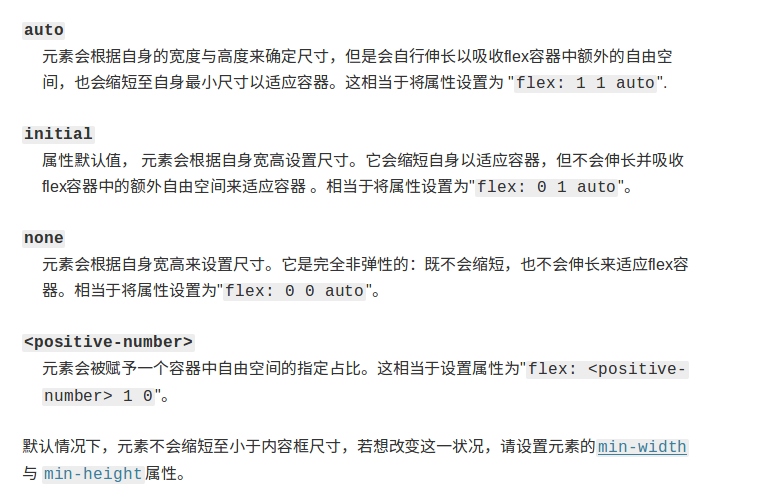 auto
元素会根据自身的宽度与高度来确定尺寸，但是会自行伸长以吸收flex容器中额外的自由空
间，也会缩短至自身最小尺寸以适应容器。这相当于将属性设置为 "flex: 1 1 auto".
initial
属性默认值， 元素会根据自身宽高设置尺寸。它会缩短自身以适应容器，但不会伸长并吸收
flex容器中的额外自由空间来适应容器 。相当于将属性设置为"flex: 0 1 auto"。
none
元素会根据自身宽高来设置尺寸。它是完全非弹性的：既不会缩短，也不会伸长来适应flex容
器。相当于将属性设置为"flex: 0 0 auto"。
<positive-number>
元素会被赋予一个容器中自由空间的指定占比。这相当于设置属性为"flex: <positive-
number> 1 0"。
默认情况下，元素不会缩短至小于内容框尺寸，若想改变这一状况，请设置元素的min-width
与 min-height属性。